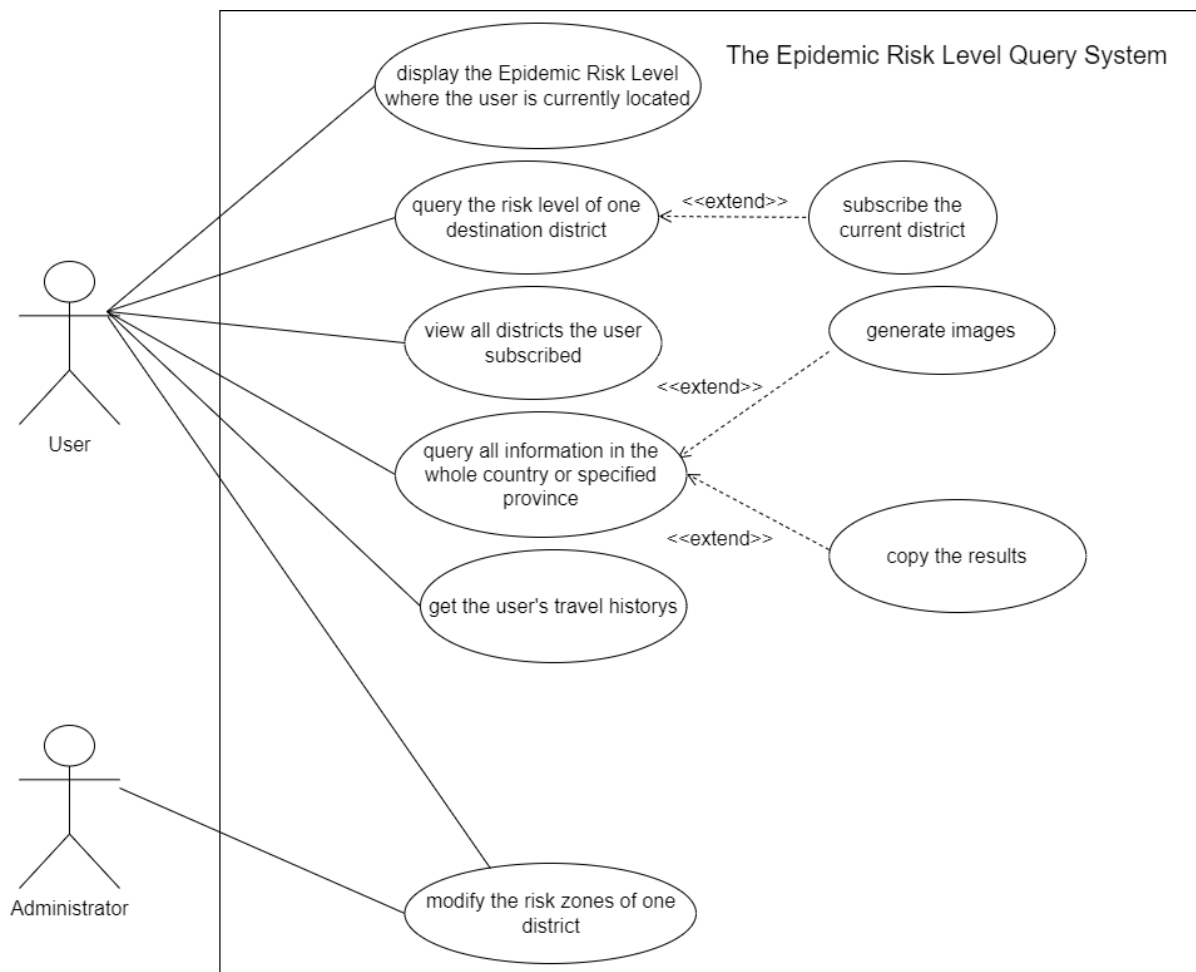 The Epidemic Risk Level Query System
display the Epidemic Risk Level
where the user is currently located
query the risk level of one
destination district
<<extend>>
subscribe the
current district
view all districts the user
subscribed
generate images
<<extend>>
User
query all information in the
whole country or specified
province
<<extend>>
copy the results
get the user's travel historys
Administrator
modify the risk zones of one
district